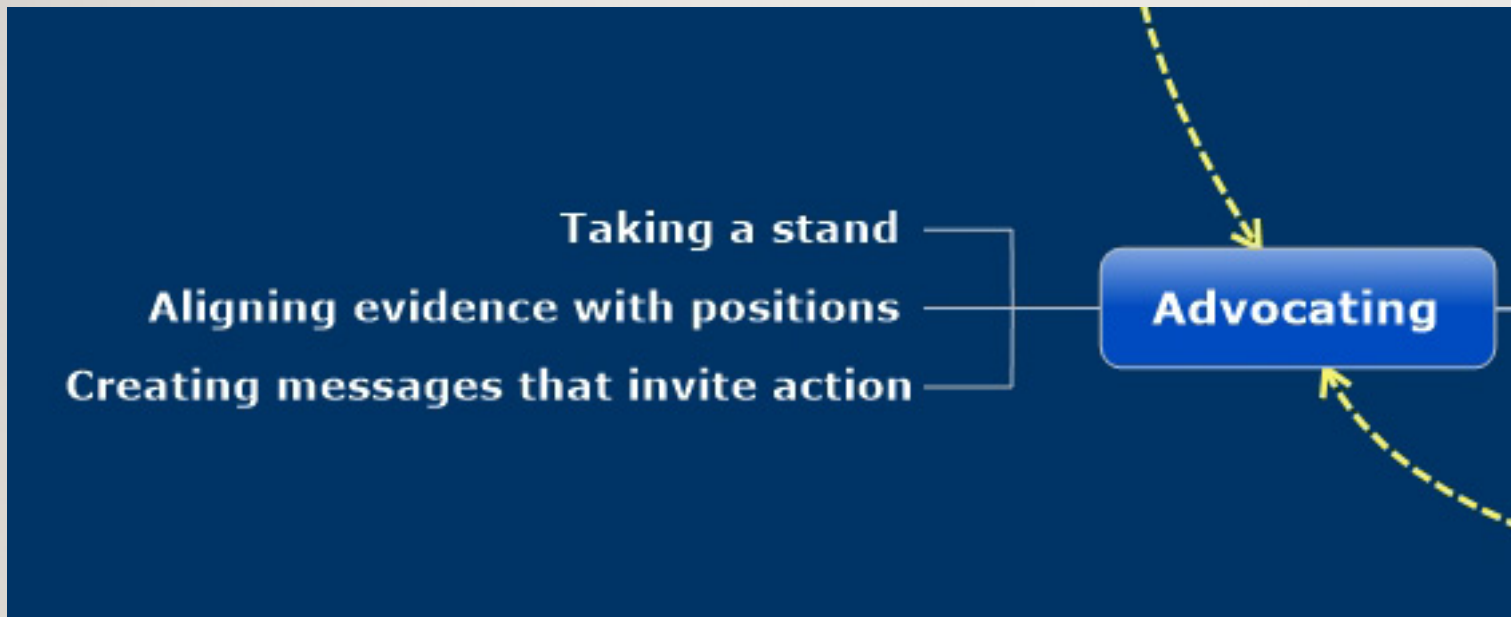 Taking a stand
Aligning evidence with positions
Creating messages that invite action
Advocating